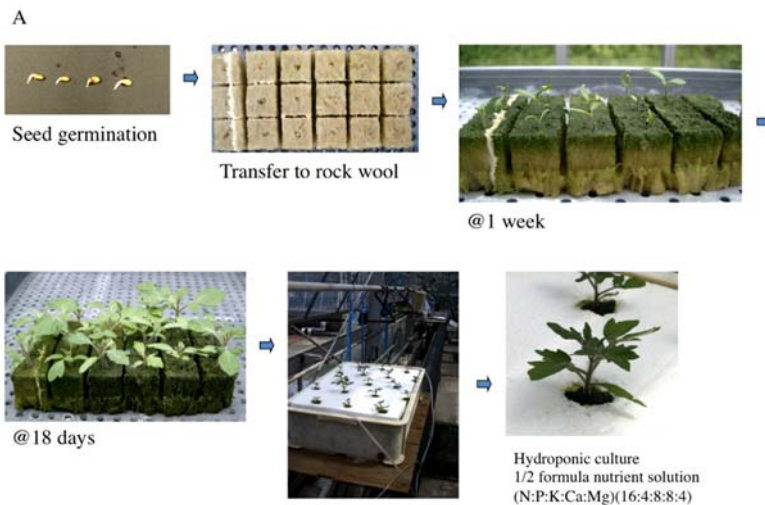 A
Seed germination
Transfer to rock wool
@1 week
@18 days
Hydroponic culture
1/2 formula nutrient solution
(N:P:K:Ca:Mg)(16:4:8:8:4)